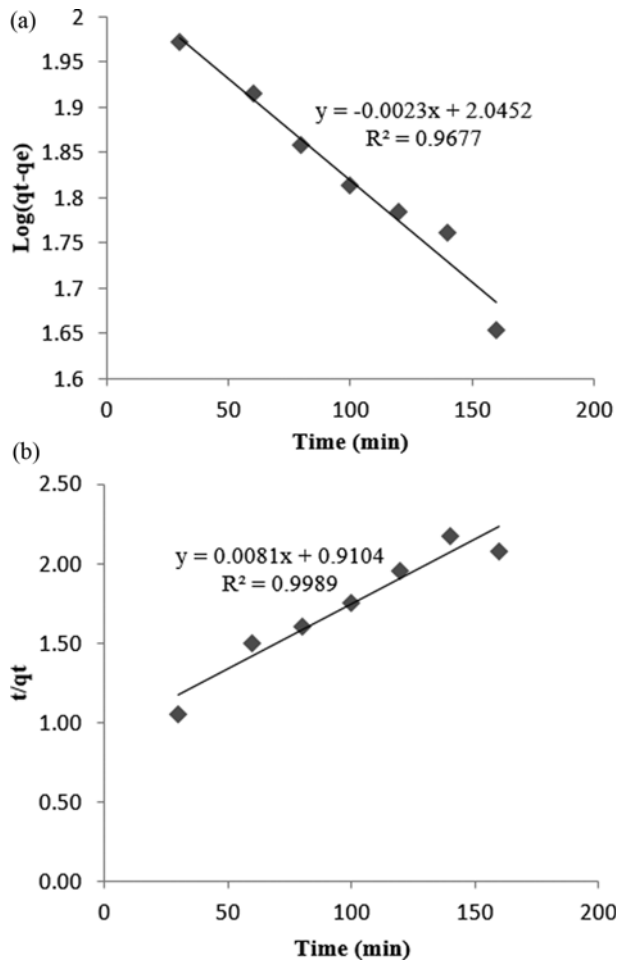 (a)
2
1.95
1.9
1.85
1.8
1.75
1.7
1.65
1.6
Log(qt-qe)
y = -0.0023x + 2.0452
R² = 0.9677
0
50
100
150
200
Time (min)
(b)
2.50
2.00
1.50
1.00
0.50
0.00
t/qt
y = 0.0081x + 0.9104
R² = 0.9989
0
50
100
150
200
Time (min)